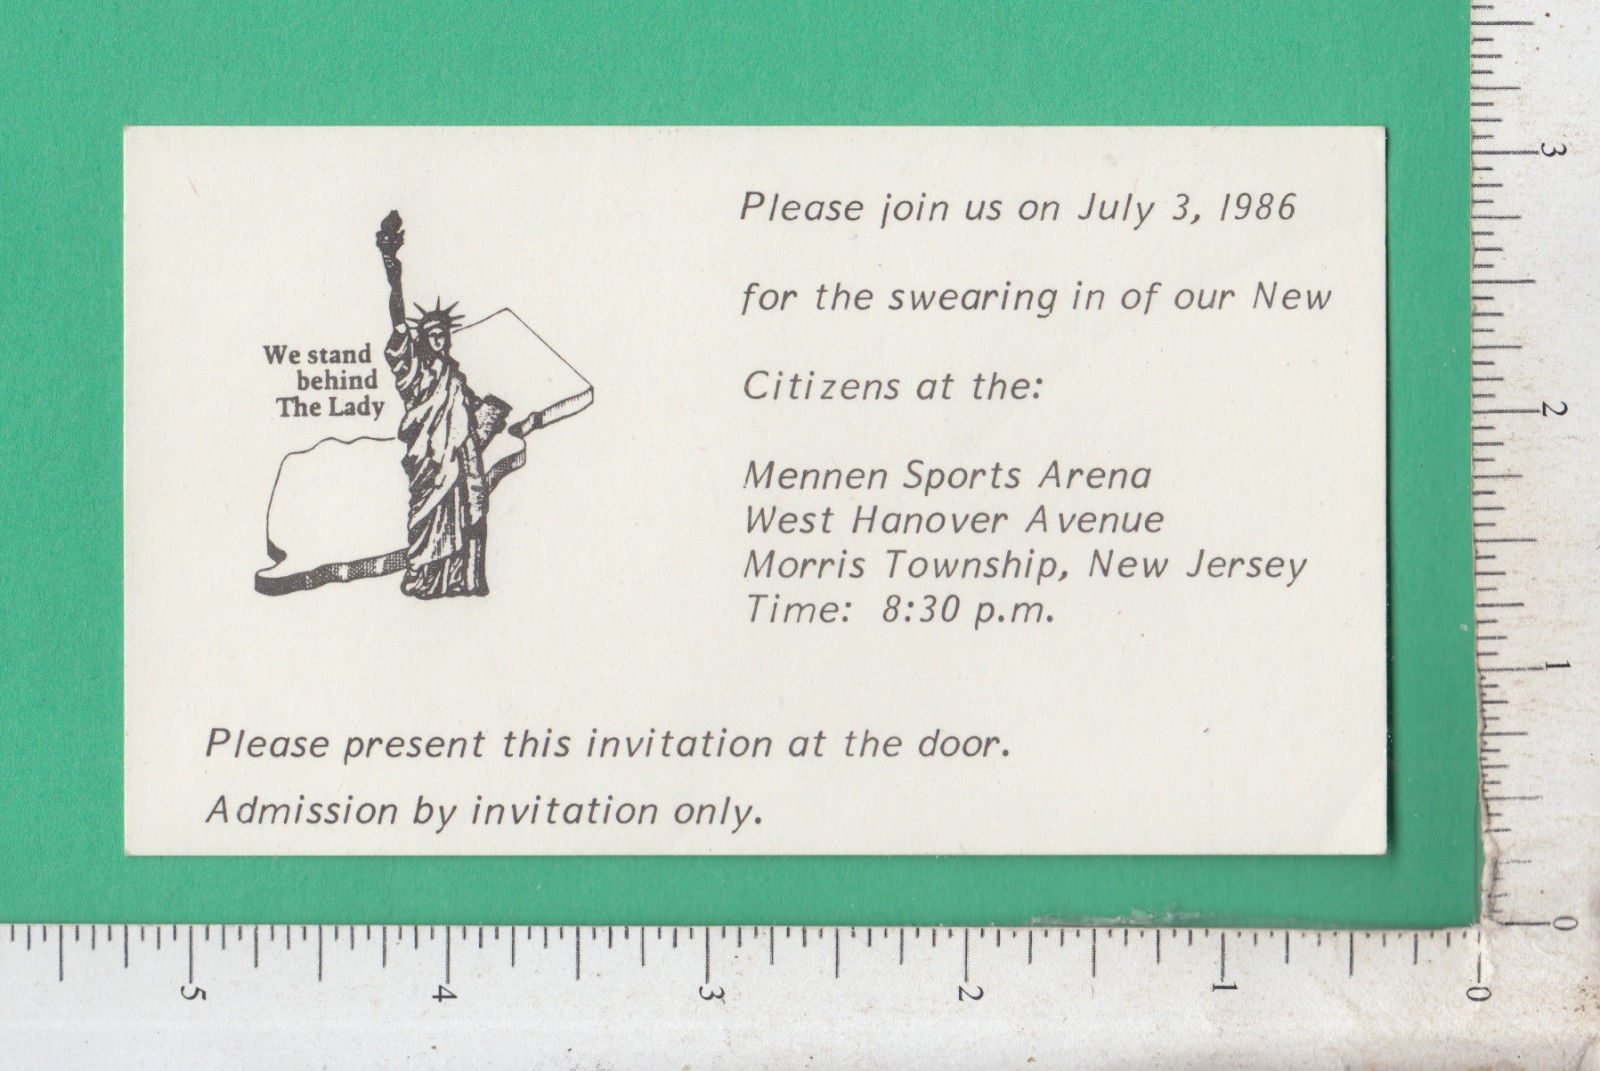 We stand
behind
The Lady
Please join us on July 3, 1986
for the swearing in of our New
Citizens at the:
Mennen Sports Arena
West Hanover Avenue
Morris Township, New Jersey
Time: 8:30 p.m.
Please present this invitation at the door.
Admission by invitation only.
3
2
1
0
5
4
3
2
1
0